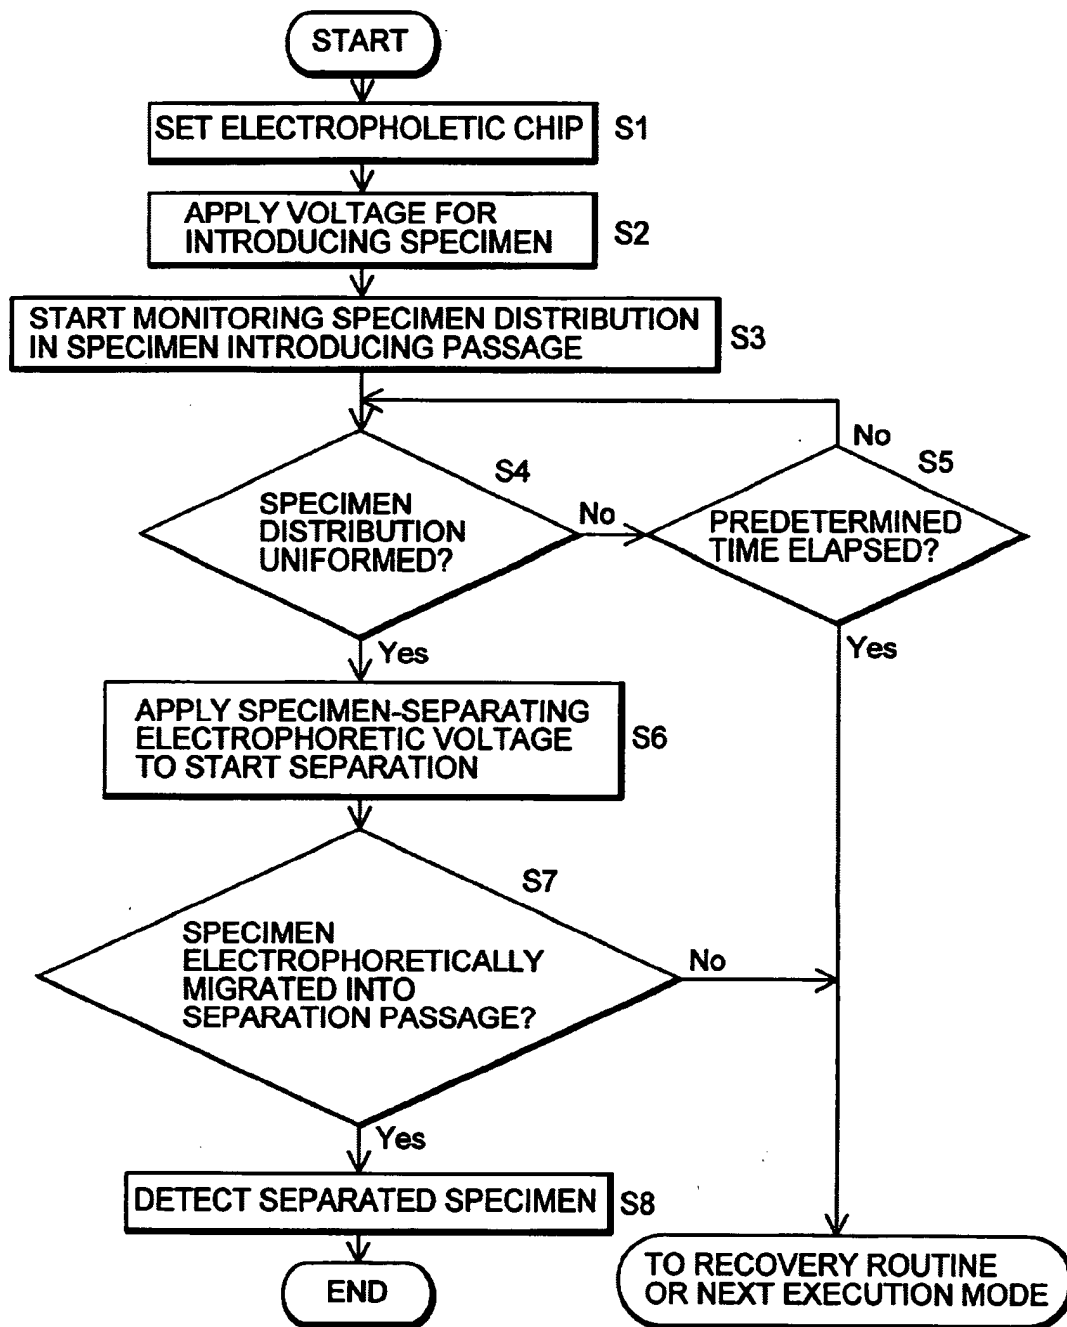 START
SET ELECTROPHOLETIC CHIP
S1
APPLY VOLTAGE FOR
INTRODUCING SPECIMEN
S2
START MONITORING SPECIMEN DISTRIBUTION
IN SPECIMEN INTRODUCING PASSAGE
S3
S4
SPECIMEN
DISTRIBUTION
UNIFORMED?
No
No
S5
PREDETERMINED
TIME ELAPSED?
Yes
Yes
APPLY SPECIMEN-SEPARATING
ELECTROPHORETIC VOLTAGE
TO START SEPARATION
S6
S7
SPECIMEN
ELECTROPHORETICALLY
MIGRATED INTO
SEPARATION PASSAGE?
No
Yes
DETECT SEPARATED SPECIMEN
S8
END
TO RECOVERY ROUTINE
OR NEXT EXECUTION MODE